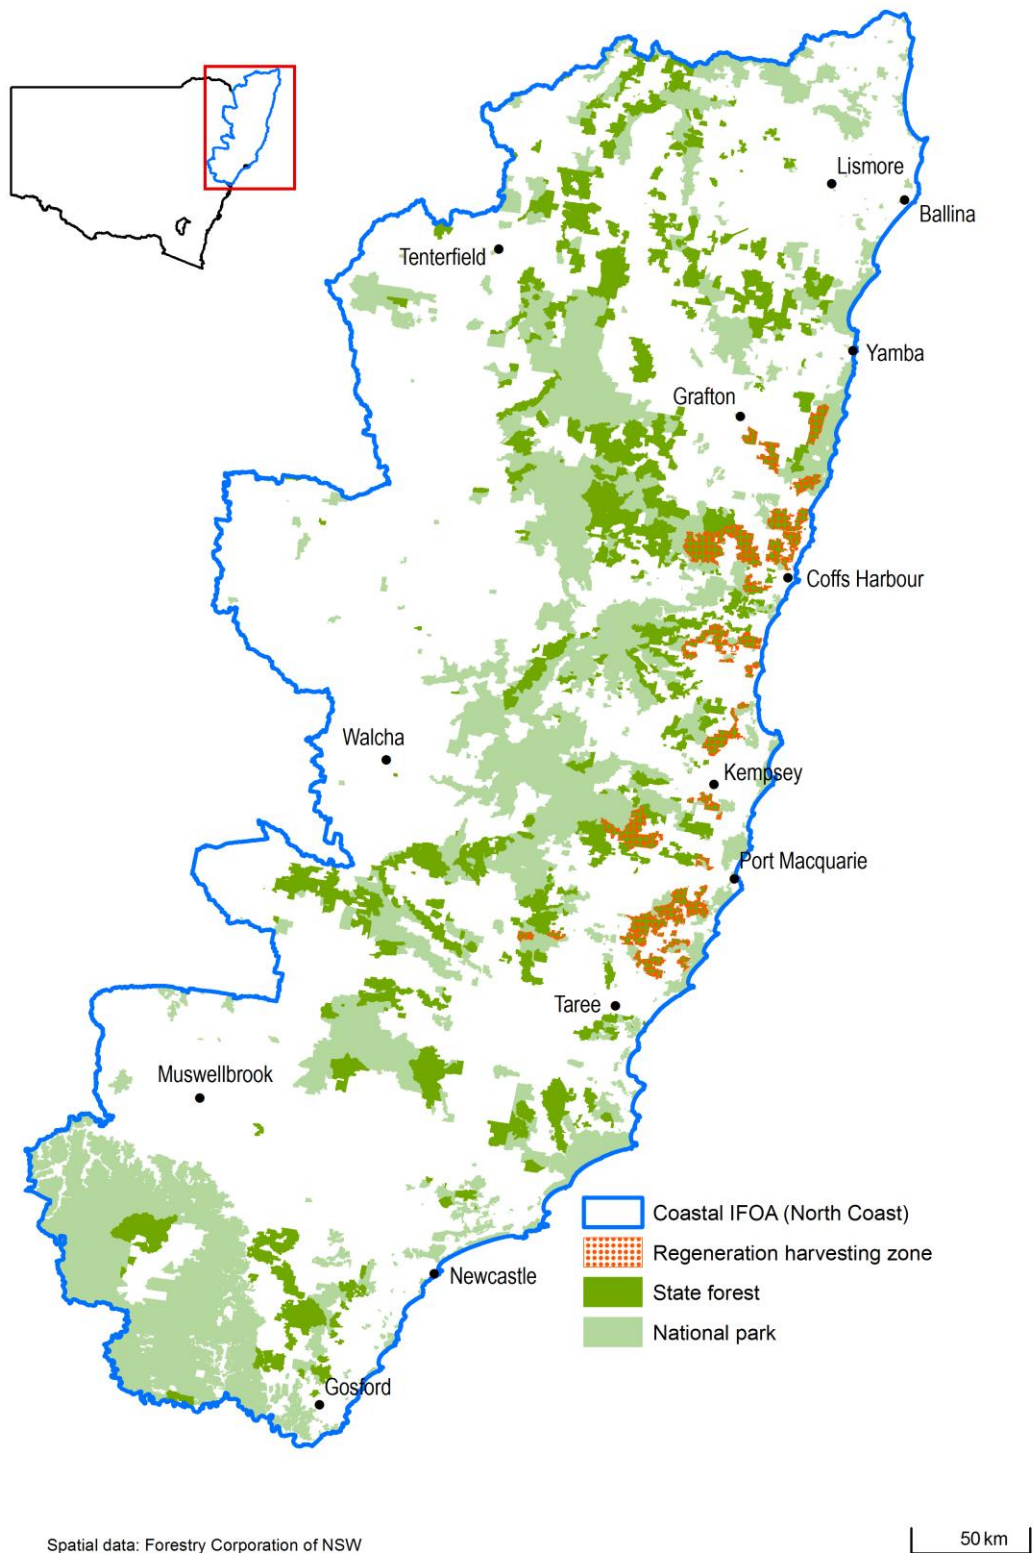 Lismore
Ballina
Tenterfield
Yamba
Grafton
Coffs Harbour
Walcha
Kempsey
Port Macquarie
Taree
Muswellbrook
Coastal IFOA (North Coast)
Regeneration harvesting zone
Newcastle
State forest
National park
Gosford
Spatial data: Forestry Corporation of NSW
50 km